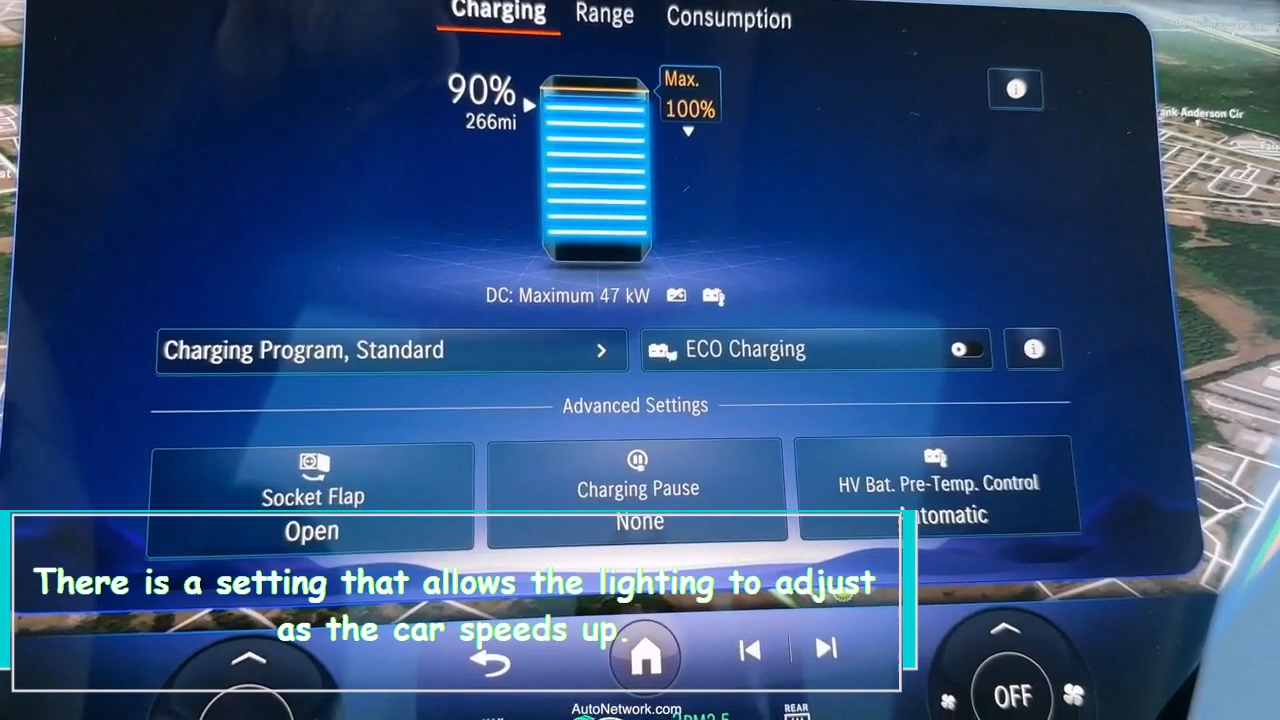 Charging Range Consumption
90%
266mi
Max.
100%
ank Anderson Cir
st
DC: Maximum 47 kW
Charging Program, Standard
ECO Charging
Advanced Settings
Socket Flap
Open
Charging Pause
None
HV Bat. Pre-Temp. Control
Automatic
There is a setting that allows the lighting to adjust
as the car speeds up.
OFF
AutoNetwork.com
REAR